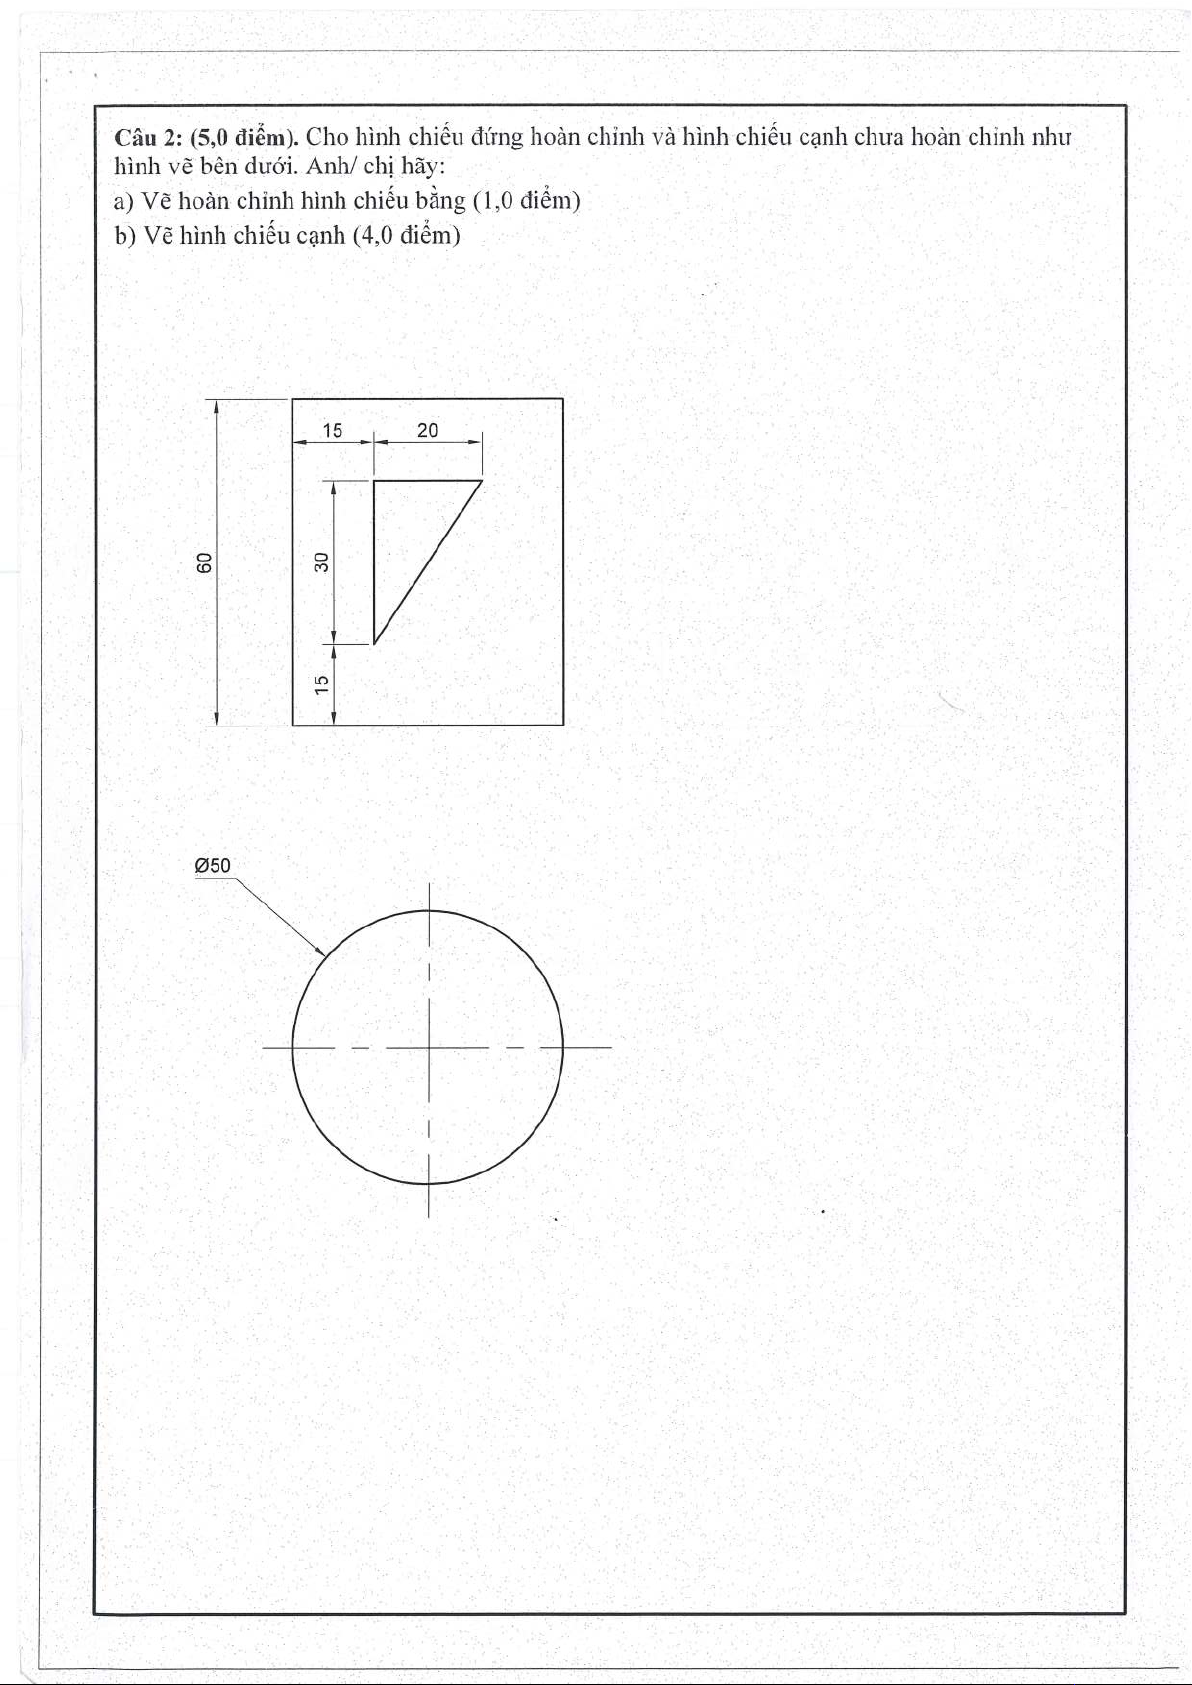 Câu 2: (5,0 điểm). Cho hình chiếu đứng hoàn chỉnh và hình chiếu cạnh chưa hoàn chỉnh như
hình vẽ bên dưới. Anh/ chị hãy:
a) Vẽ hoàn chỉnh hình chiếu bằng (1,0 điểm)
b) Vẽ hình chiếu cạnh (4,0 điểm)
15
20
60
30
15
Ø50